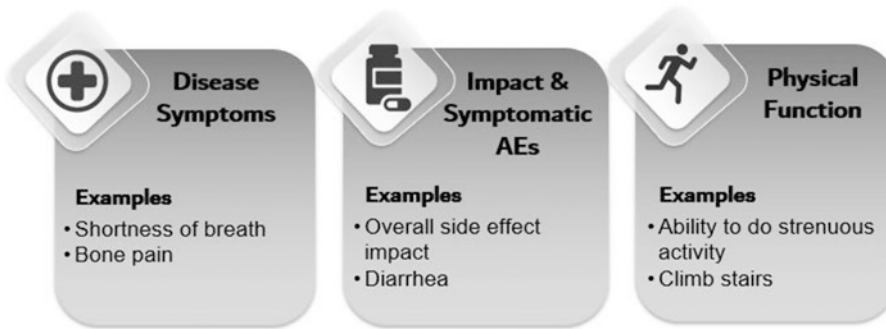 Disease
Symptoms
Examples
• Shortness of breath
• Bone pain
Impact &
Symptomatic
AEs
Examples
• Overall side effect
impact
• Diarrhea
Physical
Function
Examples
• Ability to do strenuous
activity
• Climb stairs